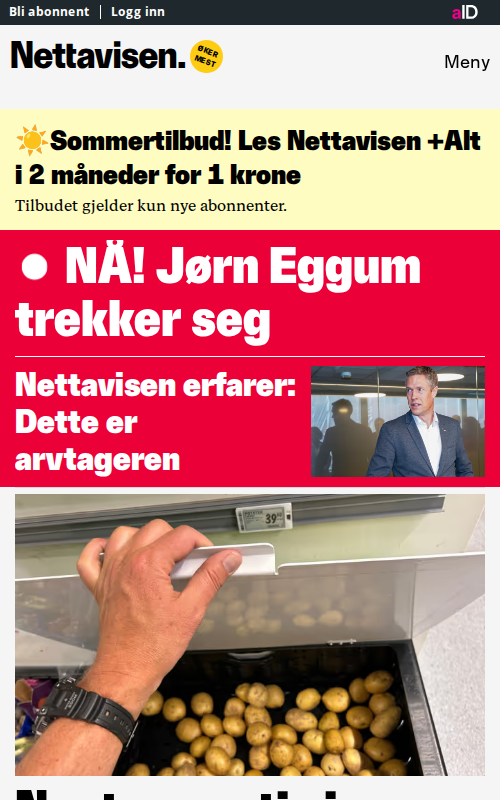 Bli abonnent | Logg inn
aID
Nettavisen.
ØKER
MEST
Meny
☀️Sommertilbud! Les Nettavisen +Alt
i 2 måneder for 1 krone
Tilbudet gjelder kun nye abonnenter.
● NÅ! Jørn Eggum
trekker seg
Nettavisen erfarer:
Dette er
arvtageren
39